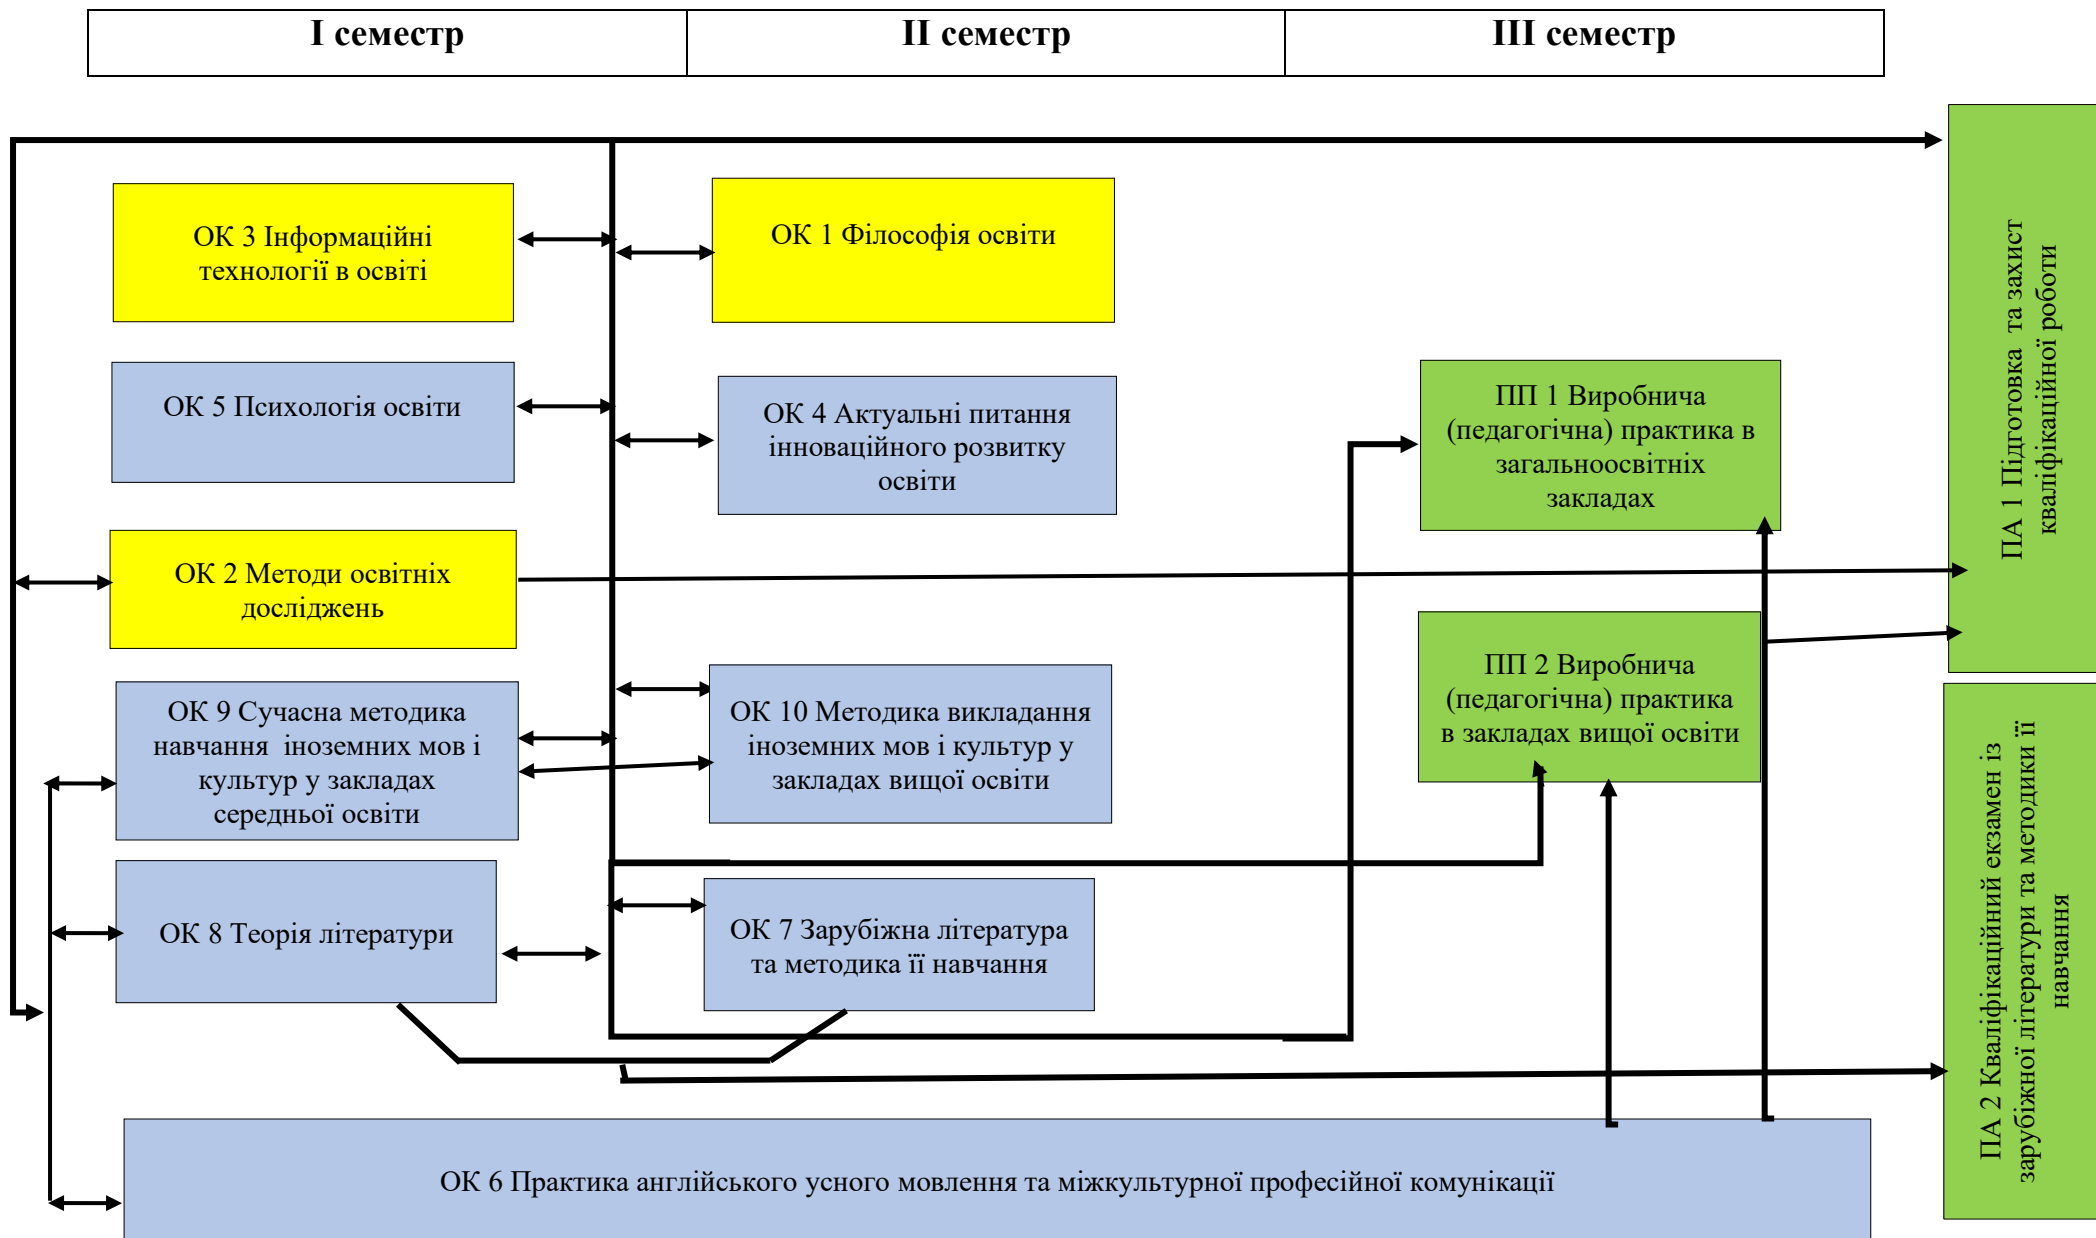 I семестр
II семестр
III семестр
ОК 3 Інформаційні
технології в освіті
ОК 1 Філософія освіти
ОК 5 Психологія освіти
ОК 4 Актуальні питання
інноваційного розвитку
освіти
ПП 1 Виробнича
(педагогічна) практика в
загальноосвітніх
закладах
ПА 1 Підготовка та захист
кваліфікаційної роботи
ОК 2 Методи освітніх
досліджень
ОК 9 Сучасна методика
навчання іноземних мов і
культур у закладах
середньої освіти
ОК 10 Методика викладання
іноземних мов і культур у
закладах вищої освіти
ПП 2 Виробнича
(педагогічна) практика
в закладах вищої освіти
ПА 2 Кваліфікаційний екзамен із
зарубіжної літератури та методики її
навчання
ОК 8 Теорія літератури
ОК 7 Зарубіжна література
та методика її навчання
ОК 6 Практика англійського усного мовлення та міжкультурної професійної комунікації